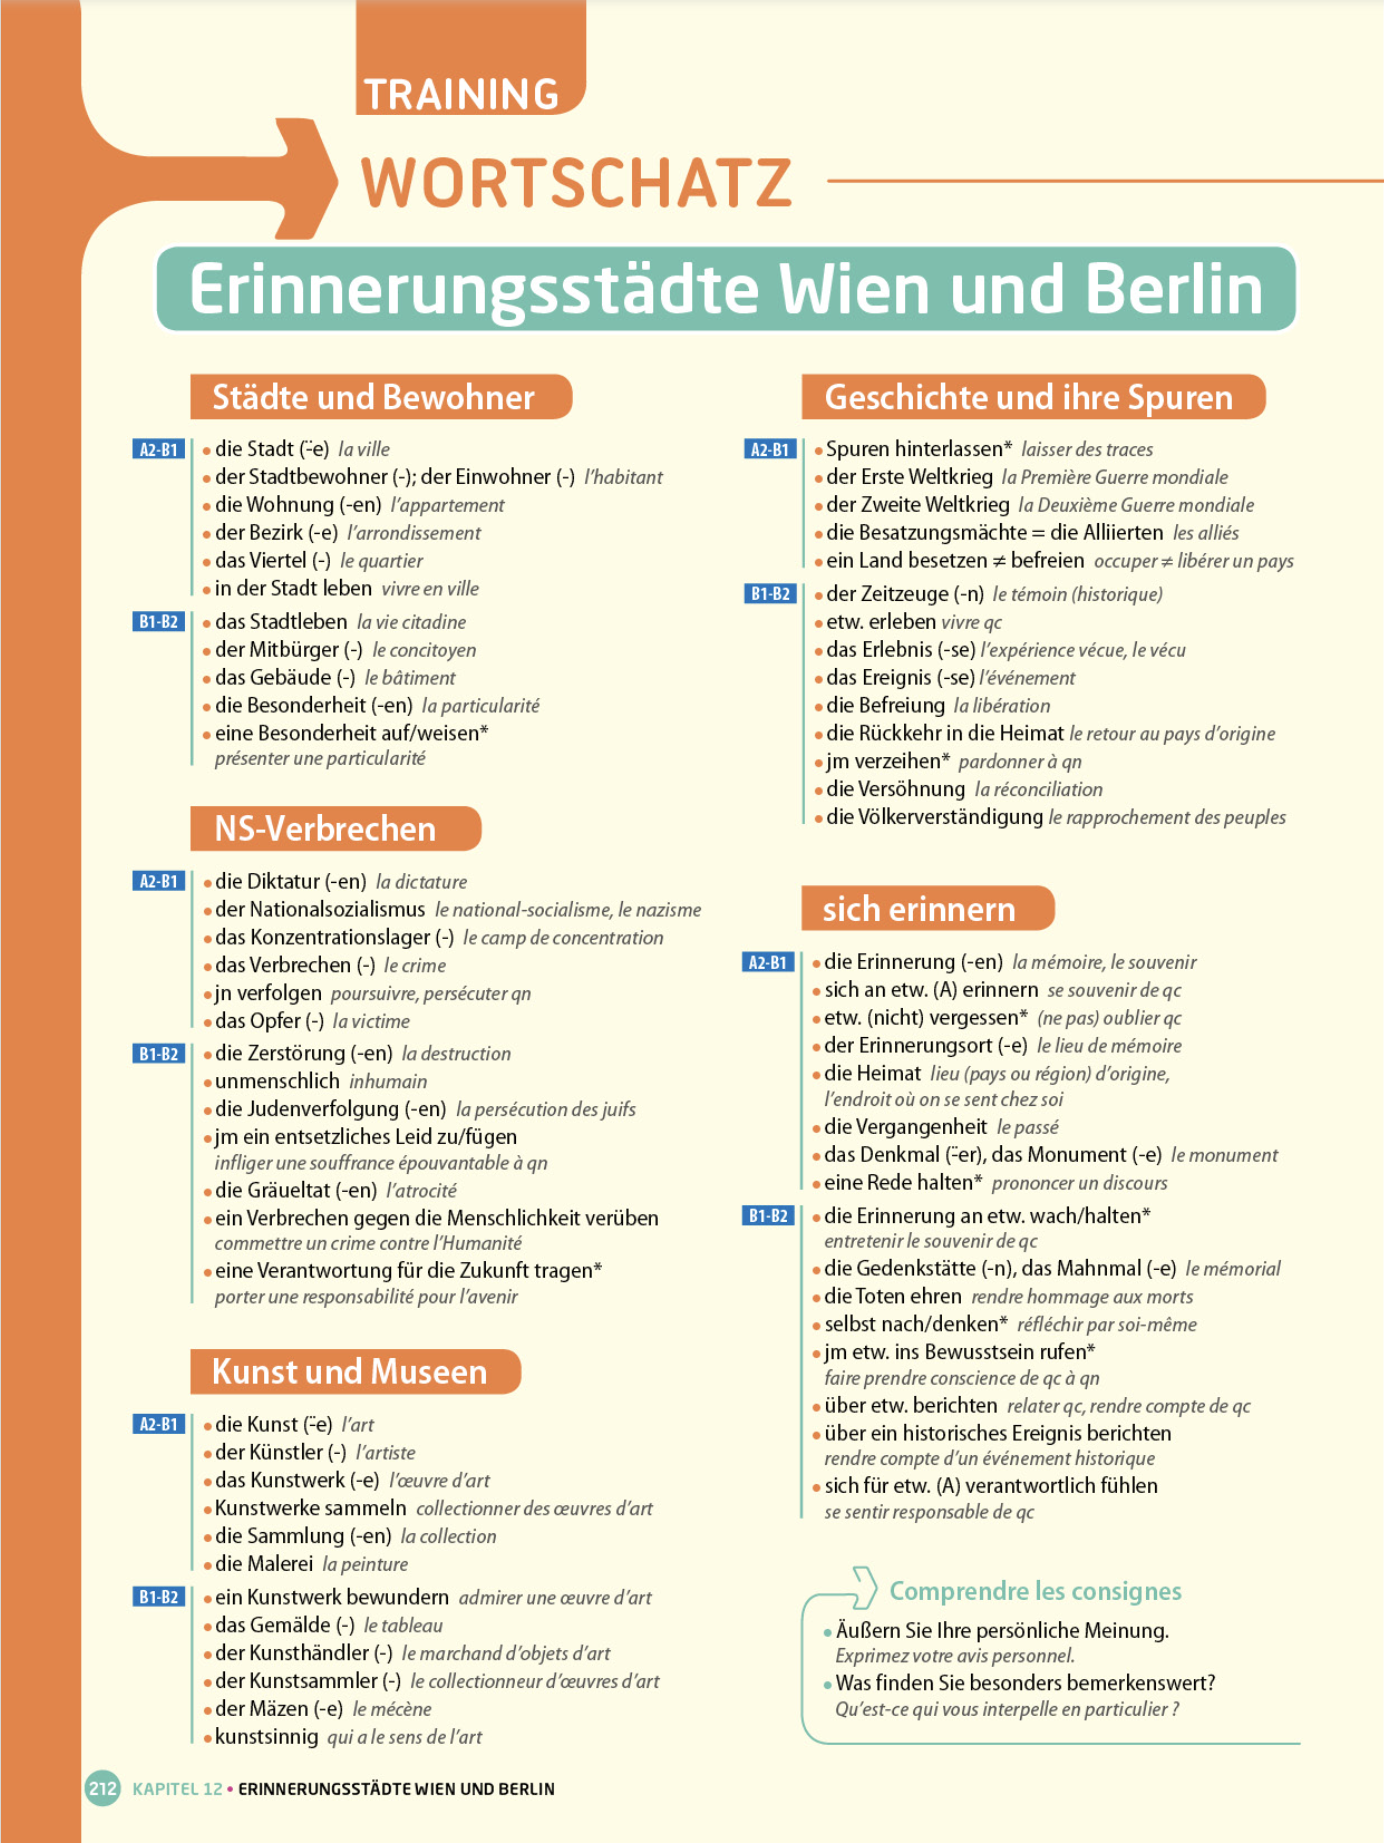 TRAINING
WORTSCHATZ
Erinnerungsstädte Wien und Berlin
Städte und Bewohner
A2-B1
• die Stadt (-̈e) la ville
• der Stadtbewohner (-); der Einwohner (-) l'habitant
• die Wohnung (-en) l'appartement
• der Bezirk (-e) l'arrondissement
• das Viertel (-) le quartier
• in der Stadt leben vivre en ville
B1-B2
• das Stadtleben la vie citadine
• der Mitbürger (-) le concitoyen
• das Gebäude (-) le bâtiment
• die Besonderheit (-en) la particularité
• eine Besonderheit auf/weisen*
présenter une particularité
NS-Verbrechen
A2-B1
• die Diktatur (-en) la dictature
• der Nationalsozialismus le national-socialisme, le nazisme
• das Konzentrationslager (-) le camp de concentration
• das Verbrechen (-) le crime
• jn verfolgen poursuivre, persécuter qn
• das Opfer (-) la victime
B1-B2
• die Zerstörung (-en) la destruction
• unmenschlich inhumain
• die Judenverfolgung (-en) la persécution des juifs
• jm ein entsetzliches Leid zu/fügen
infliger une souffrance épouvantable à qn
• die Gräueltat (-en) l'atrocité
• ein Verbrechen gegen die Menschlichkeit verüben
commettre un crime contre l'Humanité
• eine Verantwortung für die Zukunft tragen*
porter une responsabilité pour l'avenir
Kunst und Museen
A2-B1
• die Kunst (-̈e) l'art
• der Künstler (-) l'artiste
• das Kunstwerk (-e) l'œuvre d'art
• Kunstwerke sammeln collectionner des œuvres d'art
• die Sammlung (-en) la collection
• die Malerei la peinture
B1-B2
• ein Kunstwerk bewundern admirer une œuvre d'art
• das Gemälde (-) le tableau
• der Kunsthändler (-) le marchand d'objets d'art
• der Kunstsammler (-) le collectionneur d'œuvres d'art
• der Mäzen (-e) le mécène
• kunstsinnig qui a le sens de l'art
Geschichte und ihre Spuren
A2-B1
• Spuren hinterlassen* laisser des traces
• der Erste Weltkrieg la Première Guerre mondiale
• der Zweite Weltkrieg la Deuxième Guerre mondiale
• die Besatzungsmächte = die Alliierten les alliés
• ein Land besetzen ≠ befreien occuper ≠ libérer un pays
B1-B2
• der Zeitzeuge (-n) le témoin (historique)
• etw. erleben vivre qc
• das Erlebnis (-se) l'expérience vécue, le vécu
• das Ereignis (-se) l'événement
• die Befreiung la libération
• die Rückkehr in die Heimat le retour au pays d'origine
• jm verzeihen* pardonner à qn
• die Versöhnung la réconciliation
• die Völkerverständigung le rapprochement des peuples
sich erinnern
A2-B1
• die Erinnerung (-en) la mémoire, le souvenir
• sich an etw. (A) erinnern se souvenir de qc
• etw. (nicht) vergessen* (ne pas) oublier qc
• der Erinnerungsort (-e) le lieu de mémoire
• die Heimat lieu (pays ou région) d'origine,
l'endroit où on se sent chez soi
• die Vergangenheit le passé
• das Denkmal (-̈er), das Monument (-e) le monument
• eine Rede halten* prononcer un discours
B1-B2
• die Erinnerung an etw. wach/halten*
entretenir le souvenir de qc
• die Gedenkstätte (-n), das Mahnmal (-e) le mémorial
• die Toten ehren rendre hommage aux morts
• selbst nach/denken* réfléchir par soi-même
• jm etw. ins Bewusstsein rufen*
faire prendre conscience de qc à qn
• über etw. berichten relater qc, rendre compte de qc
• über ein historisches Ereignis berichten
rendre compte d'un événement historique
• sich für etw. (A) verantwortlich fühlen
se sentir responsable de qc
Comprendre les consignes
• Äußern Sie Ihre persönliche Meinung.
Exprimez votre avis personnel.
• Was finden Sie besonders bemerkenswert?
Qu'est-ce qui vous interpelle en particulier ?
212 KAPITEL 12 • ERINNERUNGSSTÄDTE WIEN UND BERLIN